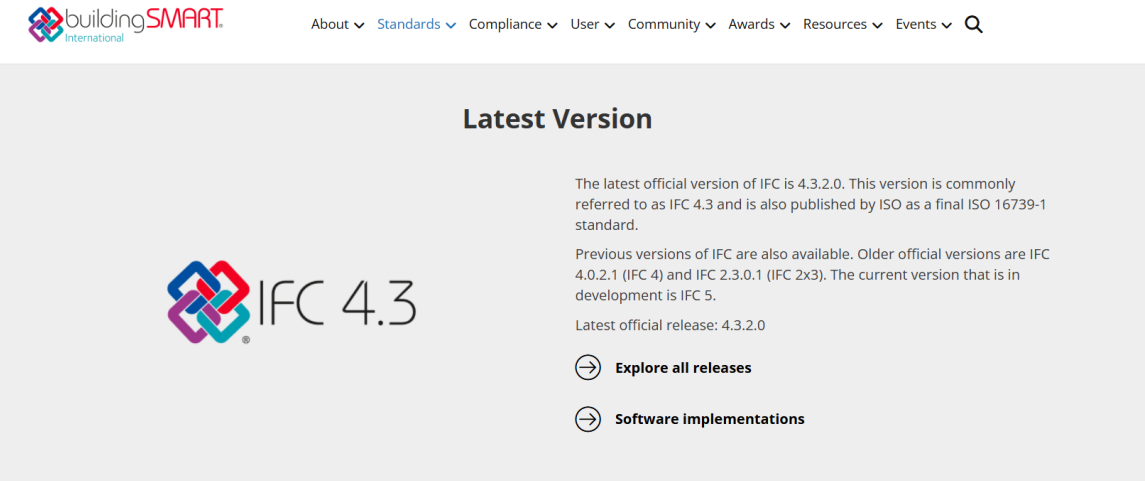 buildingSMART®
International
About Standards Compliance User Community Awards Resources Events
Latest Version
The latest official version of IFC is 4.3.2.0. This version is commonly
referred to as IFC 4.3 and is also published by ISO as a final ISO 16739-1
standard.
Previous versions of IFC are also available. Older official versions are IFC
4.0.2.1 (IFC 4) and IFC 2.3.0.1 (IFC 2x3). The current version that is in
development is IFC 5.
Latest official release: 4.3.2.0
IFC 4.3
®
Explore all releases
Software implementations